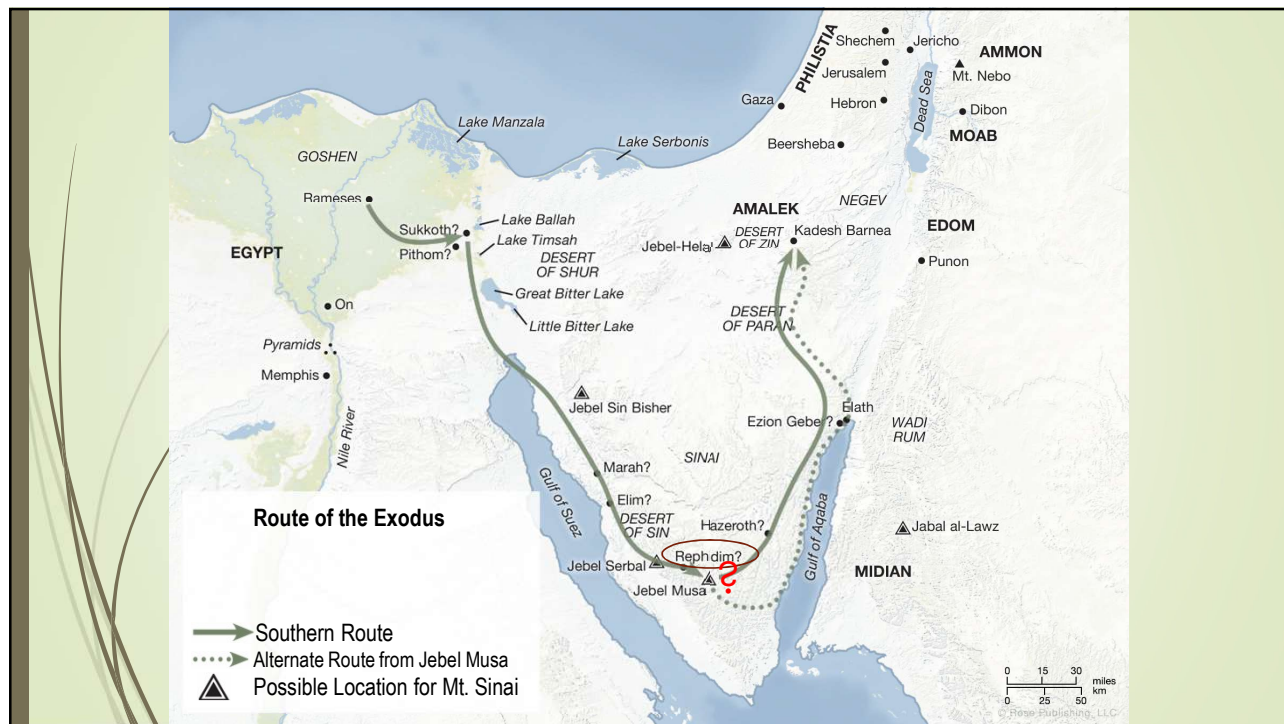 PHILISTIA
Shechem
Jericho
AMMON
Jerusalem
Mt. Nebo
Gaza
Hebron
Dead Sea
Dibon
MOAB
Lake Manzala
Lake Serbonis
Beersheba
GOSHEN
Rameses
NEGEV
AMALEK
EDOM
Sukkoth?
Lake Ballah
DESERT
OF ZIN
Kadesh Barnea
EGYPT
Pithom?
Lake Timsah
Jebel-Helal
DESERT
OF SHUR
Punon
Great Bitter Lake
On
Little Bitter Lake
DESERT
OF PARAN
Pyramids
Memphis
Jebel Sin Bisher
Elath
Ezion Geber?
WADI
RUM
Nile River
SINAI
Marah?
Gulf of Suez
Elim?
Route of the Exodus
DESERT
OF SIN
Hazeroth?
Gulf of Aqaba
Jabal al-Lawz
Rephdim?
Jebel Serbal
?
MIDIAN
Jebel Musa
Southern Route
Alternate Route from Jebel Musa
Possible Location for Mt. Sinai
0 15 30
miles
km
0 25 50
© Rose Publishing, LLC